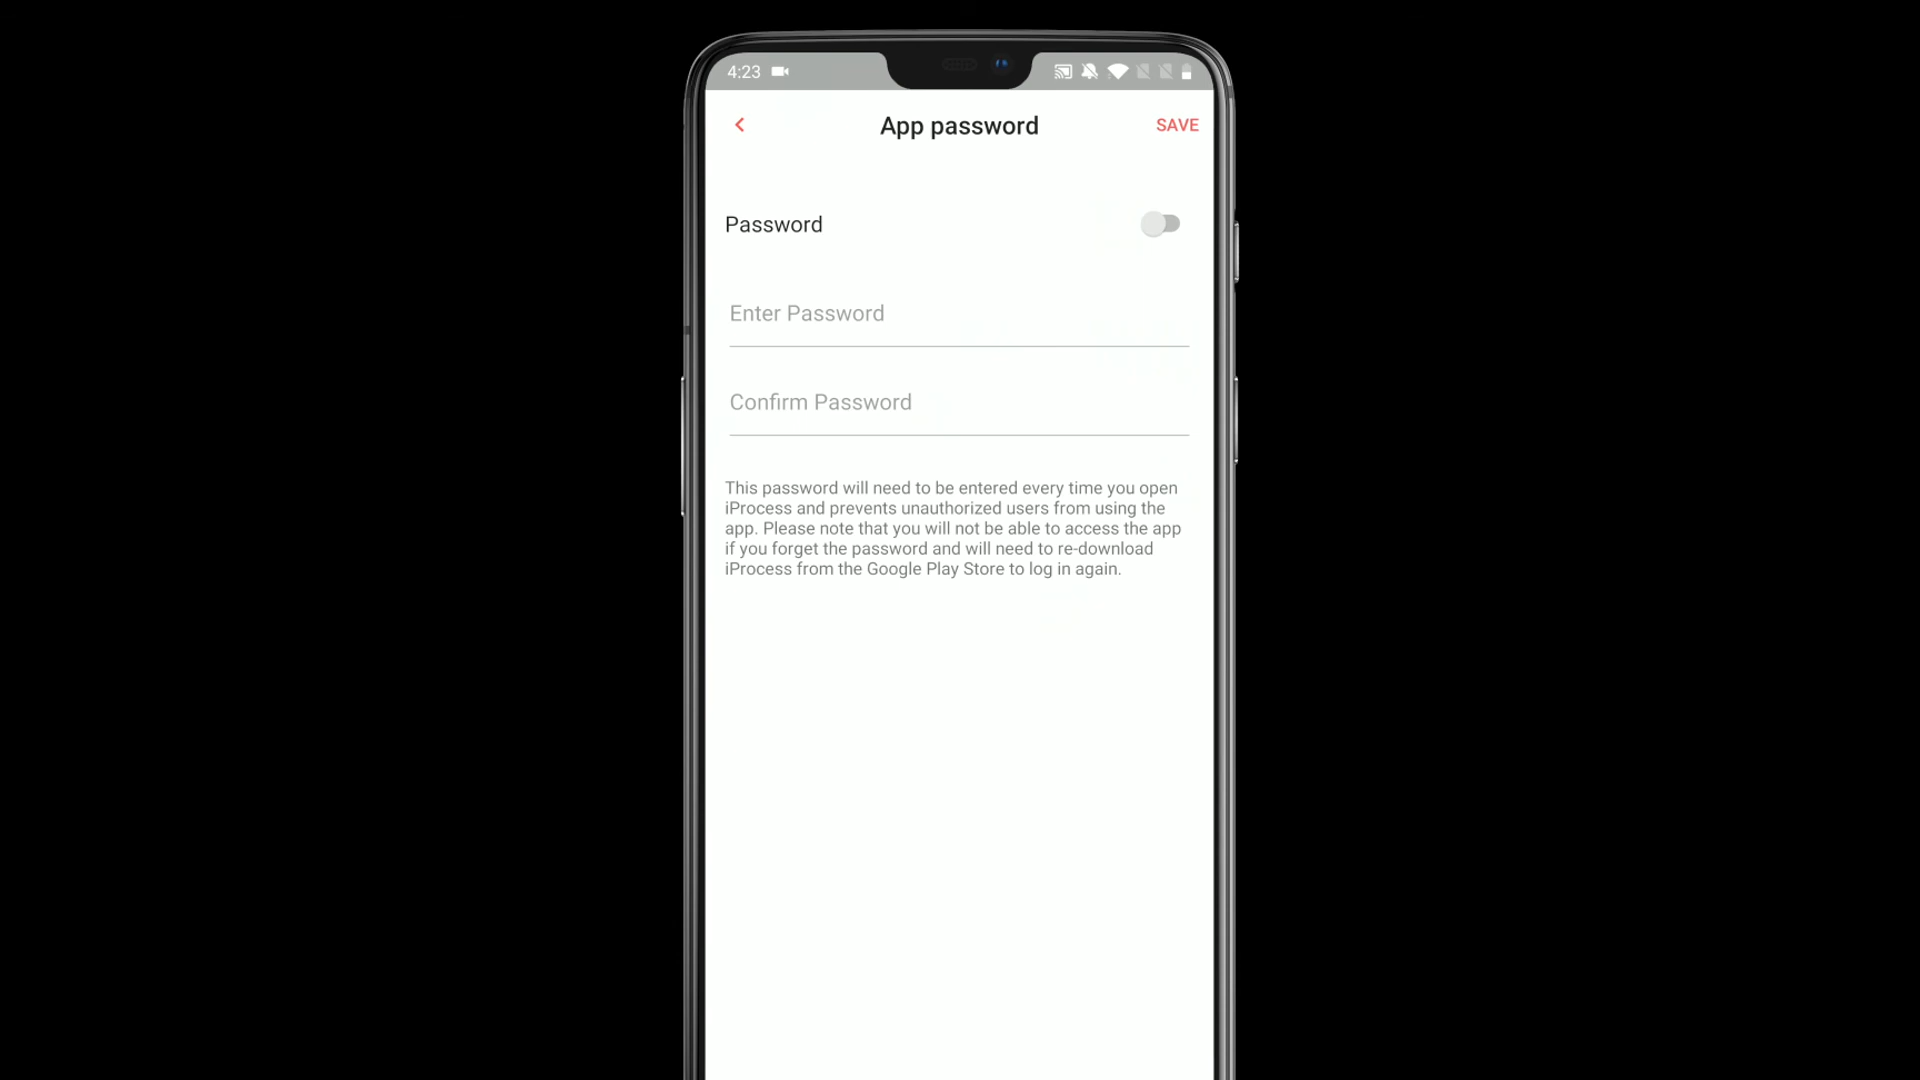 4:23
App password
SAVE
Password
Enter Password
Confirm Password
This password will need to be entered every time you open
iProcess and prevents unauthorized users from using the
app. Please note that you will not be able to access the app
if you forget the password and will need to re-download
iProcess from the Google Play Store to log in again.